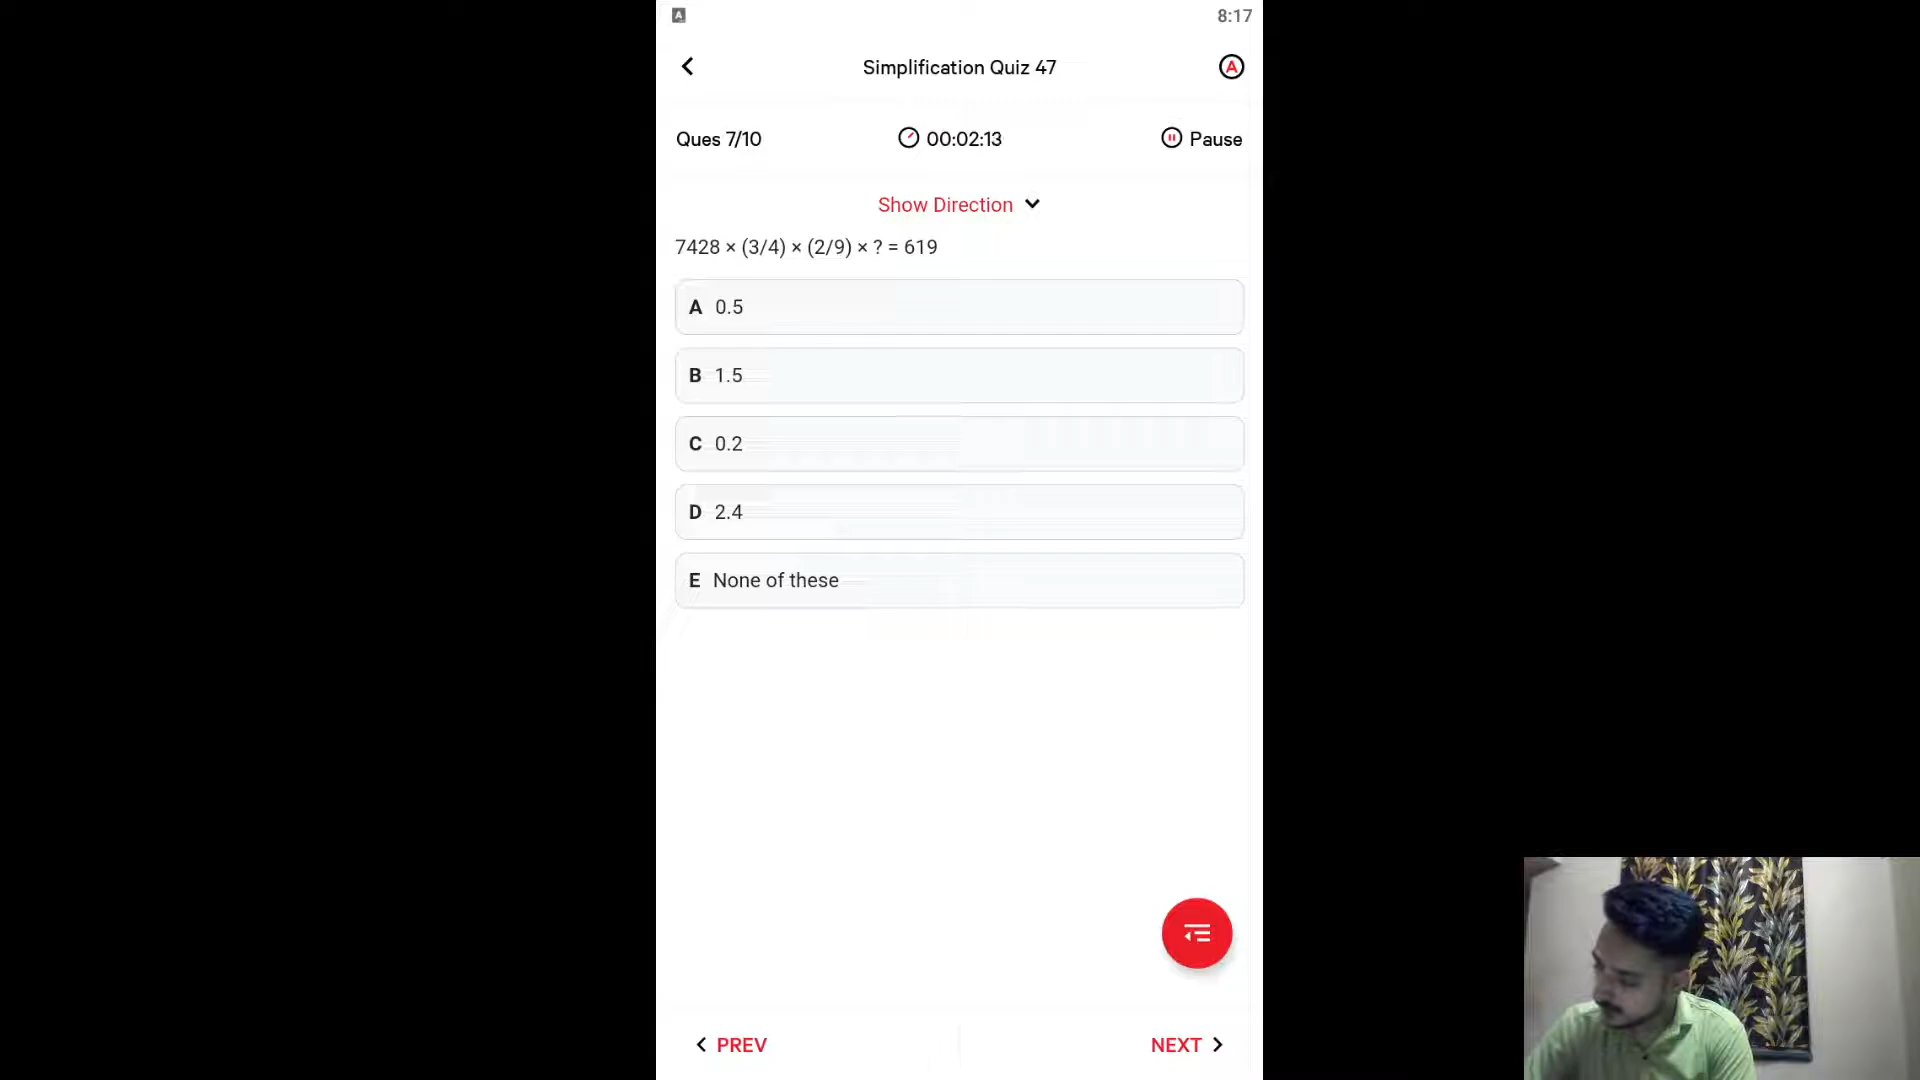 A 8:17
Simplification Quiz 47 A
Ques 7/10 00:02:13 Pause
Show Direction
7428 × (3/4) × (2/9) × ? = 619
A 0.5
B 1.5
C 0.2
D 2.4
E None of these
PREV NEXT